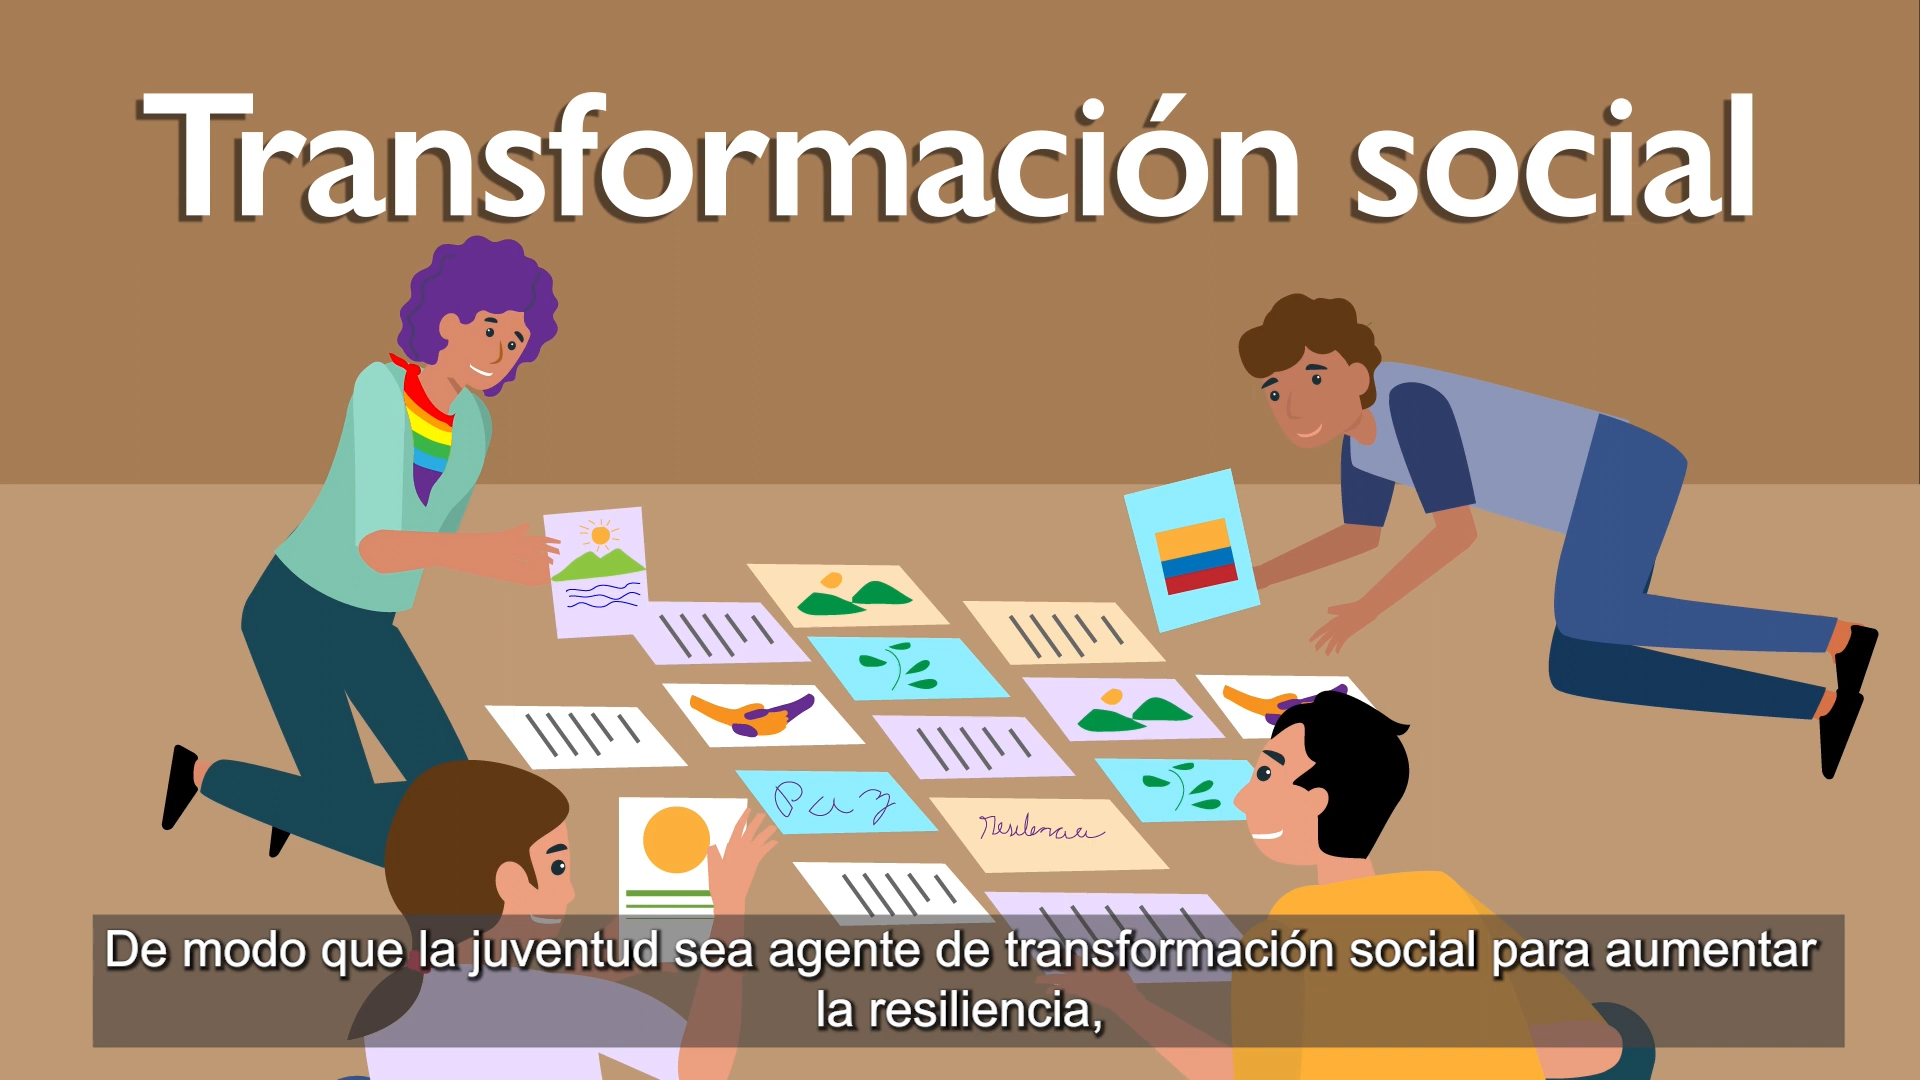 Transformación social
Paz
Resiliencia
De modo que la juventud sea agente de transformación social para aumentar
la resiliencia,